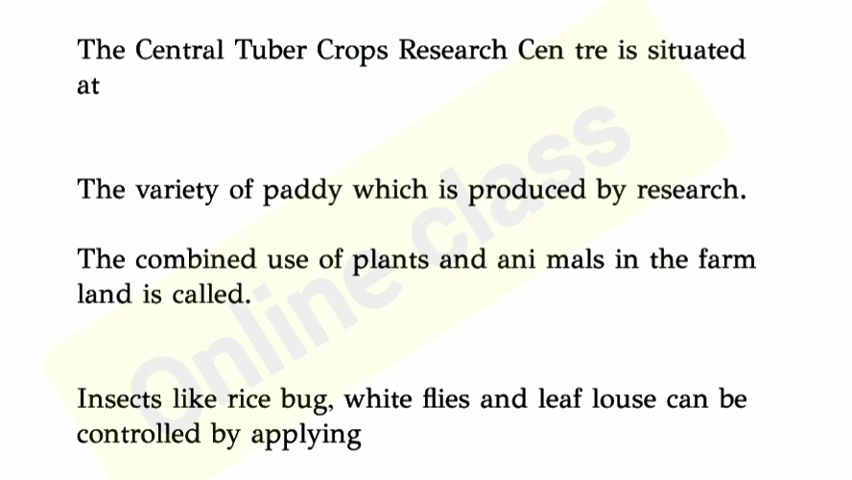 The Central Tuber Crops Research Cen tre is situated
at
The variety of paddy which is produced by research.
The combined use of plants and ani mals in the farm
land is called.
Insects like rice bug, white flies and leaf louse can be
controlled by applying
Online class